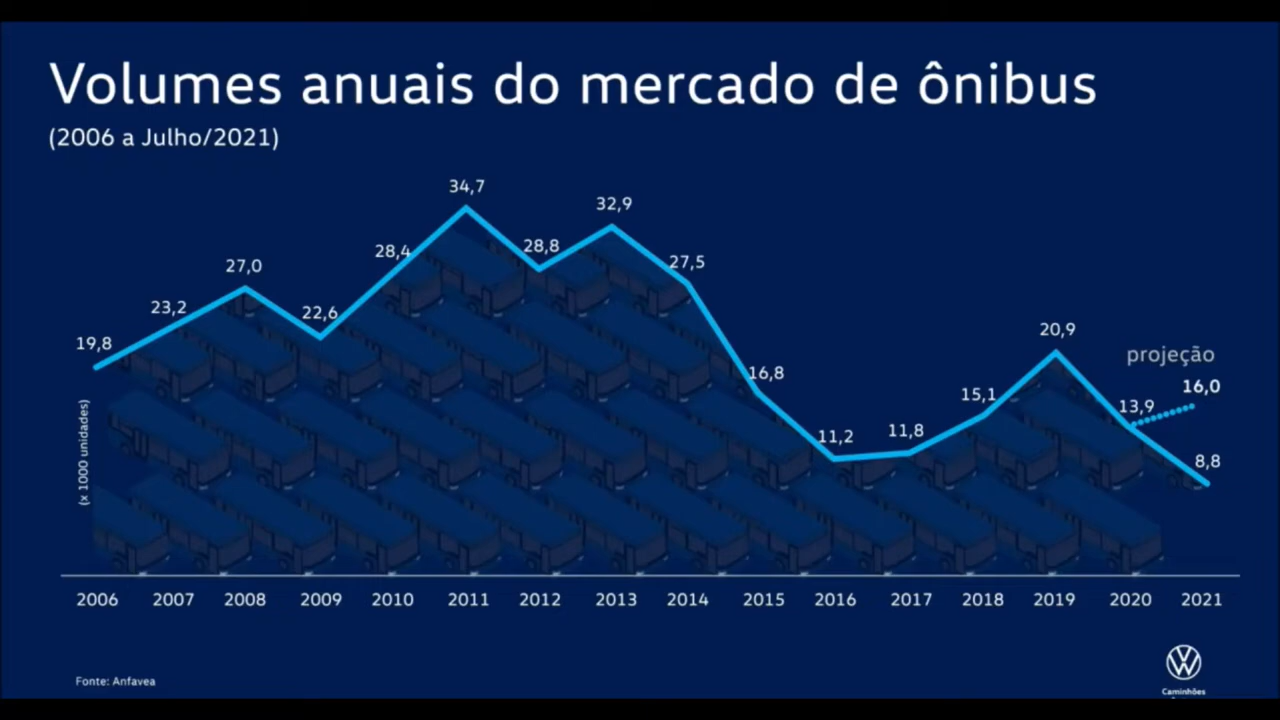 Volumes anuais do mercado de ônibus
(2006 a Julho/2021)
34,7
32,9
28,8
28,4
27,5
27,0
23,2
22,6
20,9
19,8
projeção
16,0
16,8
15,1
13,9
11,2
11,8
8,8
(x 1000 unidades)
2006 2007 2008 2009 2010 2011 2012 2013 2014 2015 2016 2017 2018 2019 2020 2021
Fonte: Anfavea
Caminhões